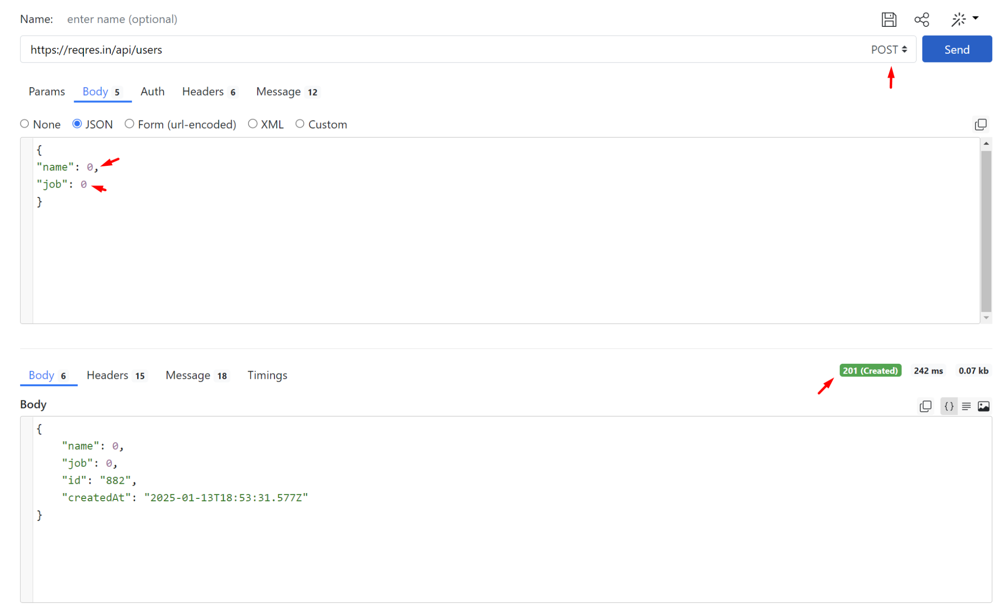 Name: enter name (optional)
https://reqres.in/api/users POST Send
Params Body 5 Auth Headers 6 Message 12
None JSON Form (url-encoded) XML Custom
{
"name": 0,
"job": 0
}
Body 6 Headers 15 Message 18 Timings 201 (Created) 242 ms 0.07 kb
Body {}
{
"name": 0,
"job": 0,
"id": "882",
"createdAt": "2025-01-13T18:53:31.577Z"
}